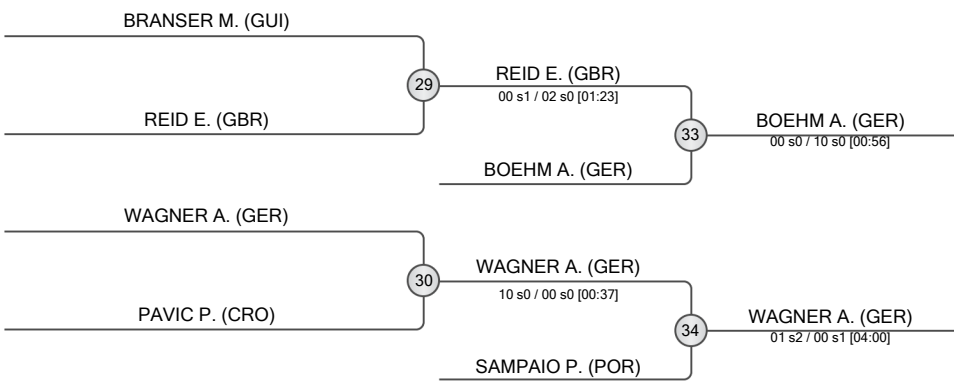 BRANSER M. (GUI)
29
REID E. (GBR)
00 s1 / 02 s0 [01:23]
REID E. (GBR)
33
BOEHM A. (GER)
00 s0 / 10 s0 [00:56]
BOEHM A. (GER)
WAGNER A. (GER)
30
WAGNER A. (GER)
10 s0 / 00 s0 [00:37]
PAVIC P. (CRO)
34
WAGNER A. (GER)
01 s2 / 00 s1 [04:00]
SAMPAIO P. (POR)